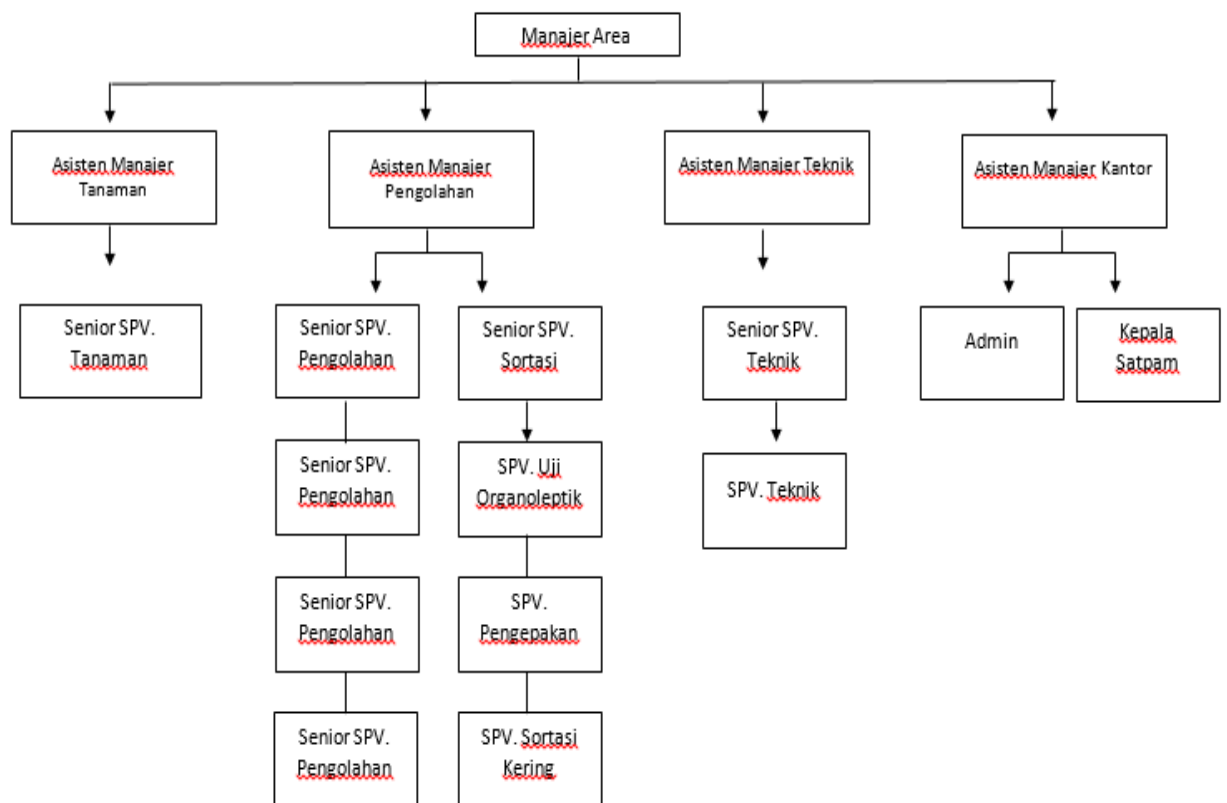 Manajer Area
Asisten Manajer
Tanaman
Asisten Manajer
Pengolahan
Asisten Manajer Teknik
Asisten Manajer Kantor
Senior SPV.
Tanaman
Senior SPV.
Pengolahan
Senior SPV.
Sortasi
Senior SPV.
Teknik
Admin
Kepala
Satpam
Senior SPV.
Pengolahan
SPV. Uji
Organoleptik
SPV. Teknik
Senior SPV.
Pengolahan
SPV.
Pengepakan
Senior SPV.
Pengolahan
SPV. Sortasi
Kering